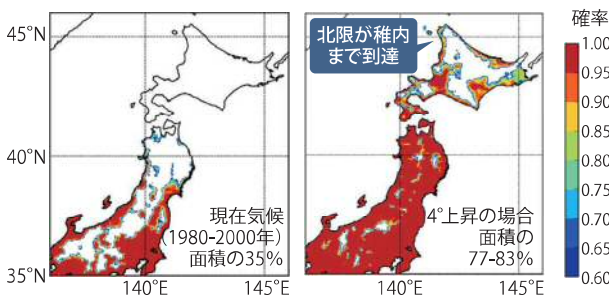 45°N
40°N
35°N
140°E
145°E
現在気候
(1980-2000年)
面積の35%
北限が稚内
まで到達
4°上昇の場合
面積の
77-83%
140°E
145°E
確率
1.00
0.95
0.90
0.85
0.80
0.75
0.70
0.65
0.60